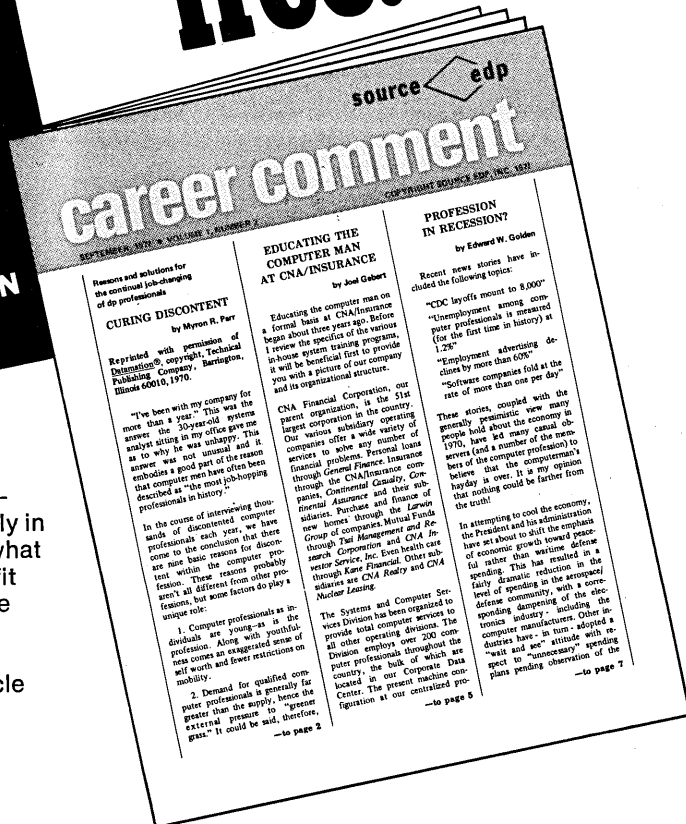 free.
N
ly in
what
fit
e
cle
source edp
career comment
SEPTEMBER, 1971 • VOLUME 1, NUMBER 2
COPYRIGHT SOURCE EDP, INC. 1971
Reasons and solutions for
the continual job-changing
of dp professionals
CURING DISCONTENT
by Myron R. Parr
Reprinted with permission of
Datamation®, copyright, Technical
Publishing Company, Barrington,
Illinois 60010, 1970.
"I've been with my company for
more than a year." This was the
answer the 30-year-old systems
analyst sitting in my office gave me
as to why he was unhappy. This
answer was not unusual and it
embodies a good part of the reason
that computer men have often been
described as "the most job-hopping
professionals in history."
In the course of interviewing thou-
sands of discontented computer
professionals each year, we have
come to the conclusion that there
are nine basic reasons for discon-
tent within the computer pro-
fession. These reasons probably
aren't all different from other pro-
fessions, but some factors do play a
unique role:
1. Computer professionals as in-
dividuals are young—as is the
profession. Along with youthful-
ness comes an exaggerated sense of
self worth and fewer restrictions on
mobility.
2. Demand for qualified com-
puter professionals is generally far
greater than the supply, hence the
external pressure to "greener
grass." It could be said, therefore,
—to page 2
EDUCATING THE
COMPUTER MAN
AT CNA/INSURANCE
by Joel Gebert
Educating the computer man on
a formal basis at CNA/Insurance
began about three years ago. Before
I review the specifics of the various
in-house system training programs,
it will be beneficial first to provide
you with a picture of our company
and its organizational structure.
CNA Financial Corporation, our
parent organization, is the 51st
largest corporation in the country.
Our various subsidiary operating
companies offer a wide variety of
services to solve any number of
financial problems. Personal loans
through General Finance. Insurance
through the CNA/Insurance com-
panies, Continental Casualty, Con-
tinental Assurance and their sub-
sidiaries. Purchase and finance of
new homes through the Larwin
Group of companies. Mutual Funds
through Tsai Management and Re-
search Corporation and CNA In-
vestor Service, Inc. Even health care
through Kane Financial. Other sub-
sidiaries are CNA Realty and CNA
Nuclear Leasing.
The Systems and Computer Ser-
vices Division has been organized to
provide total computer services to
all other operating divisions. The
Division employs over 200 com-
puter professionals throughout the
country, the bulk of which are
located in our Corporate Data
Center. The present machine con-
figuration at our centralized pro-
—to page 5
PROFESSION
IN RECESSION?
by Edward W. Golden
Recent news stories have in-
cluded the following topics:
"CDC layoffs mount to 8,000"
"Unemployment among com-
puter professionals is measured
(for the first time in history) at
1.2%"
"Employment advertising de-
clines by more than 60%"
"Software companies fold at the
rate of more than one per day"
These stories, coupled with the
generally pessimistic view many
people hold about the economy in
1970, have led many casual ob-
servers (and a number of the mem-
bers of the computer profession) to
believe that the computerman's
hayday is over. It is my opinion
that nothing could be farther from
the truth!
In attempting to cool the economy,
the President and his administration
have set about to shift the emphasis
of economic growth toward peace-
ful rather than wartime defense
spending. This has resulted in a
fairly dramatic reduction in the
level of spending in the aerospace/
defense community, with a corre-
sponding dampening of the elec-
tronics industry - including the
computer manufacturers. Other in-
dustries have - in turn - adopted a
"wait and see" attitude with re-
spect to "unnecessary" spending
plans pending observation of the
—to page 7